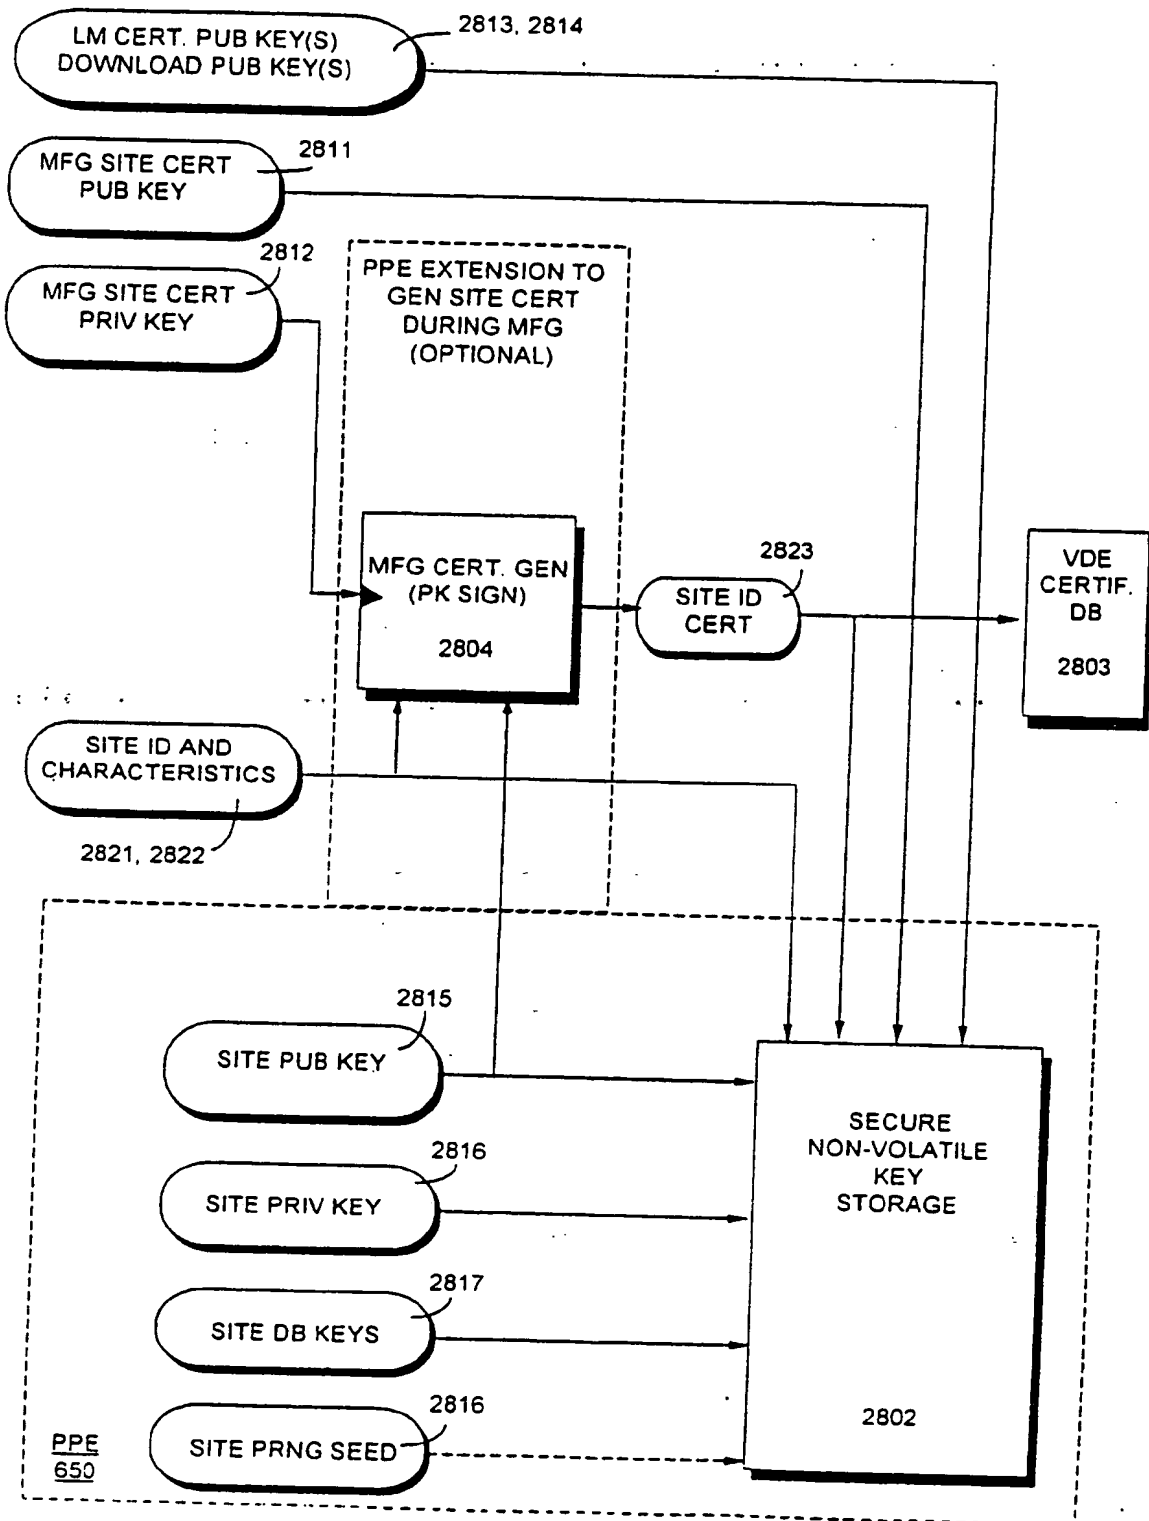 2813, 2814
LM CERT. PUB KEY(S)
DOWNLOAD PUB KEY(S)
2811
MFG SITE CERT
PUB KEY
2812
MFG SITE CERT
PRIV KEY
PPE EXTENSION TO
GEN SITE CERT
DURING MFG
(OPTIONAL)
MFG CERT. GEN
(PK SIGN)
2804
2823
SITE ID
CERT
VDE
CERTIF.
DB
2803
SITE ID AND
CHARACTERISTICS
2821, 2822
2815
SITE PUB KEY
2816
SITE PRIV KEY
2817
SITE DB KEYS
2816
SITE PRNG SEED
SECURE
NON-VOLATILE
KEY
STORAGE
2802
PPE
650